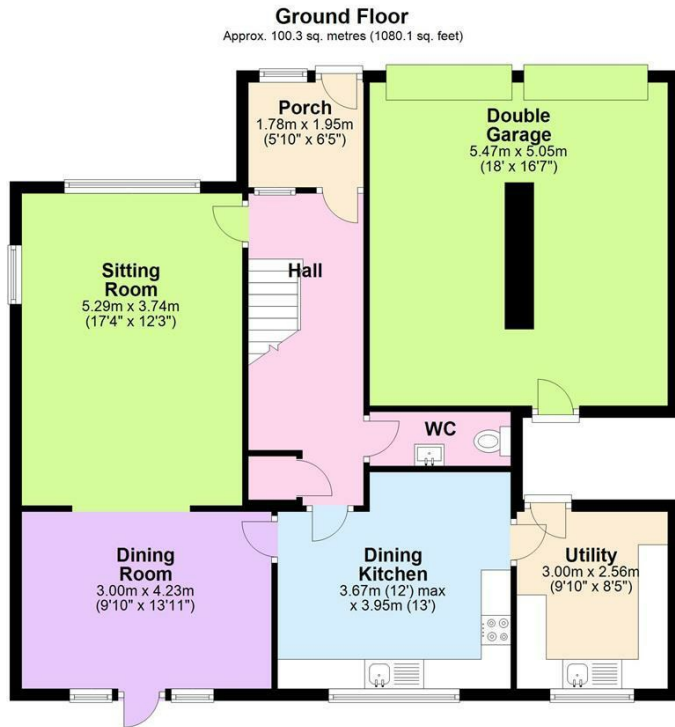 Ground Floor
Approx. 100.3 sq. metres (1080.1 sq. feet)
Porch
1.78m x 1.95m
(5'10" x 6'5")
Double
Garage
5.47m x 5.05m
(18' x 16'7")
Hall
Sitting
Room
5.29m x 3.74m
(17'4" x 12'3")
WC
Dining
Room
3.00m x 4.23m
(9'10" x 13'11")
Dining
Kitchen
3.67m (12') max
x 3.95m (13')
Utility
3.00m x 2.56m
(9'10" x 8'5")